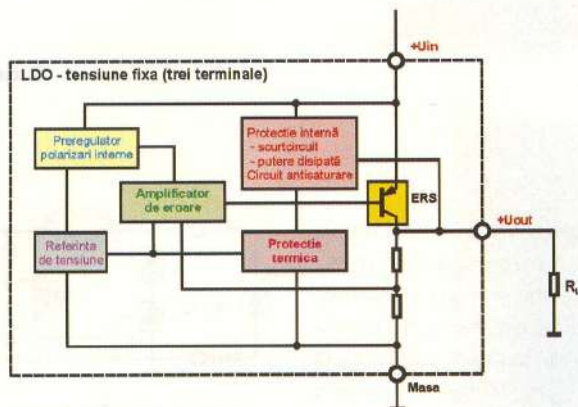 +Uin
LDO - tensiune fixa (trei terminale)
Preregulator
polarizari interne
Protectie internă
- scurtcircuit
- putere disipată
Circuit antisaturare
Amplificator
de eroare
ERS
+Uout
Referinta
de tensiune
Protectie
termica
Masa